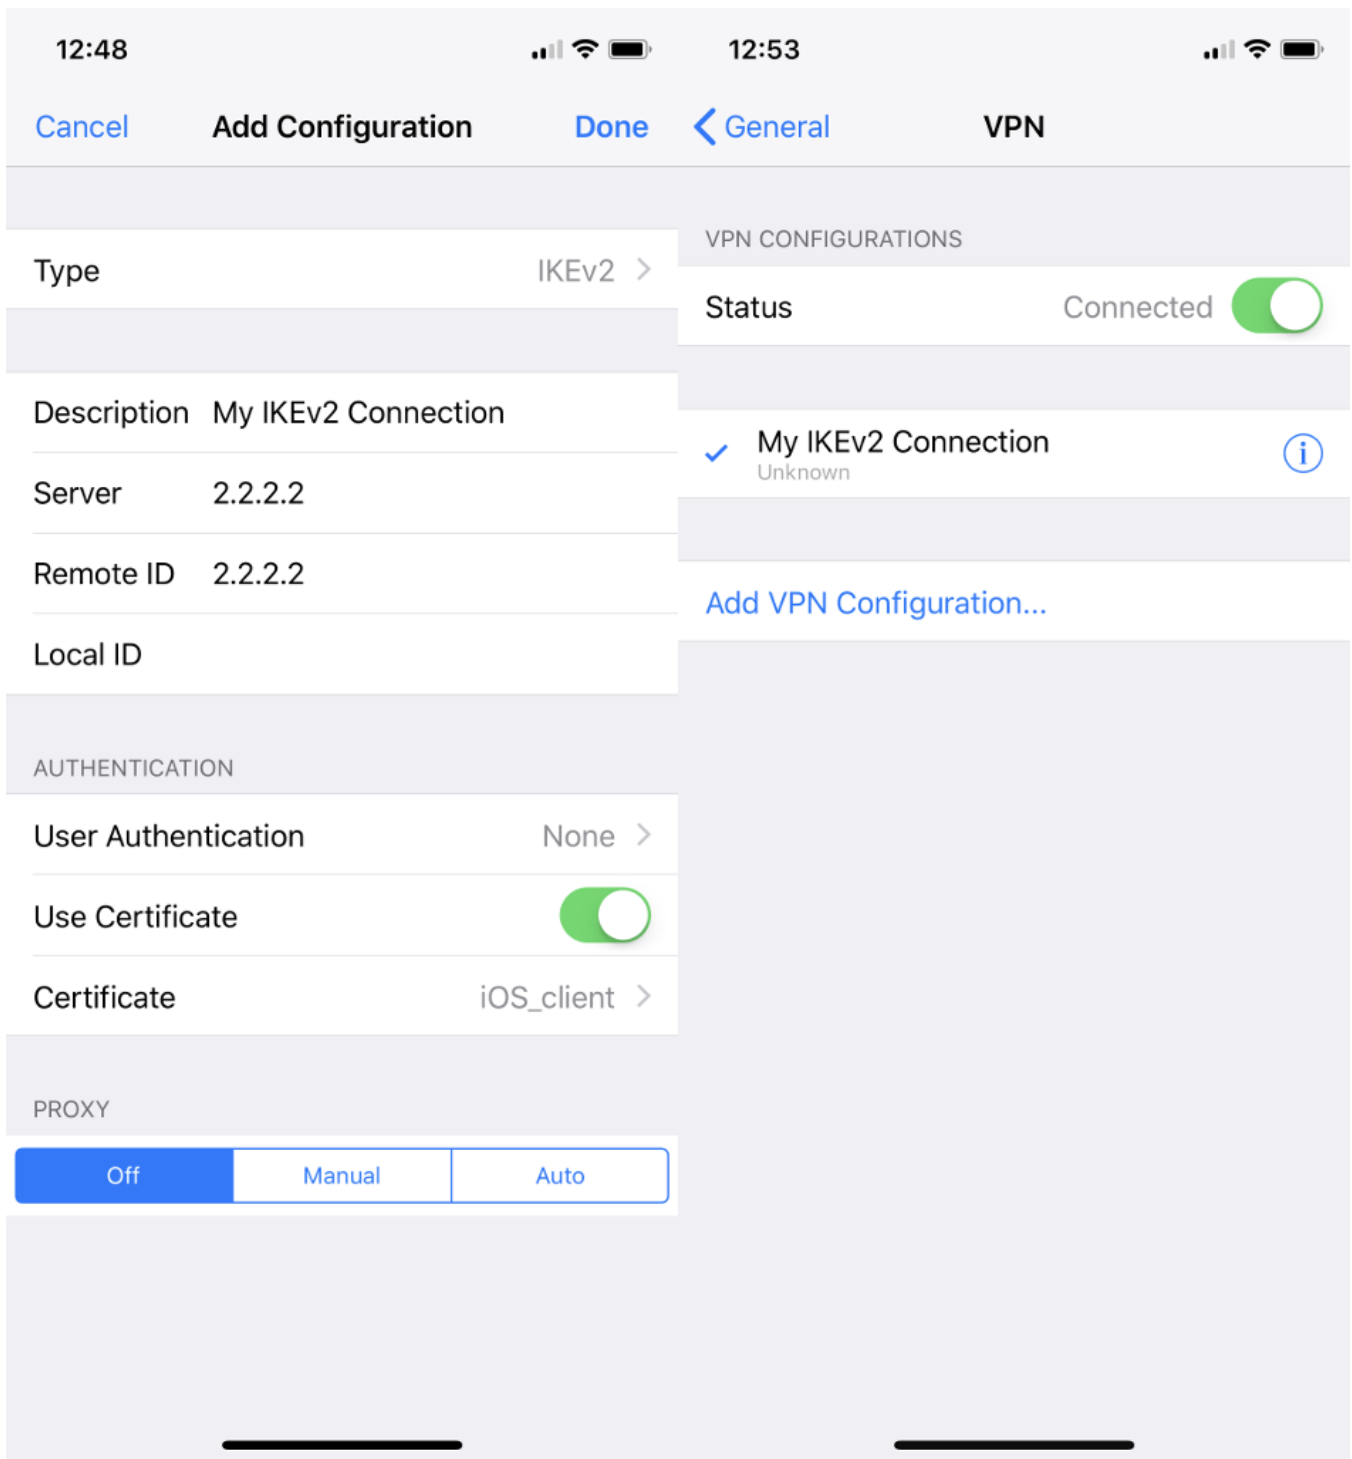 12:48
Cancel Add Configuration Done
Type IKEv2
Description My IKEv2 Connection
Server 2.2.2.2
Remote ID 2.2.2.2
Local ID
AUTHENTICATION
User Authentication None
Use Certificate
Certificate iOS_client
PROXY
Off Manual Auto
12:53
General VPN
VPN CONFIGURATIONS
Status Connected
My IKEv2 Connection
Unknown
Add VPN Configuration...